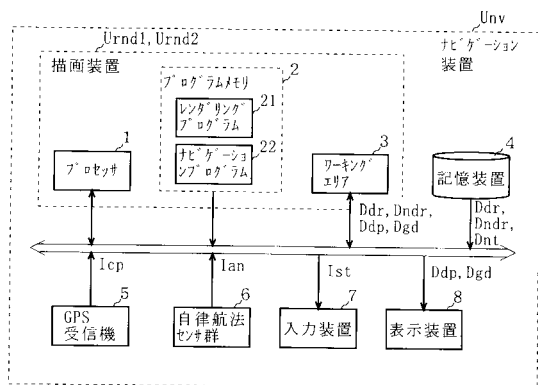 Unv
Urnd1, Urnd2
ナビゲーション
装置
描画装置
2
プログラムメモリ
21
レンダリング
プログラム
1
プロセッサ
22
ナビゲーショ
ンプログラム
3
ワーキング
エリア
4
記憶装置
Ddr, Dndr,
Ddp, Dgd
Ddr,
Dndr,
Dnt
Icp
Ian
Ist
Ddp, Dgd
5
GPS
受信機
6
自律航法
センサ群
7
入力装置
8
表示装置